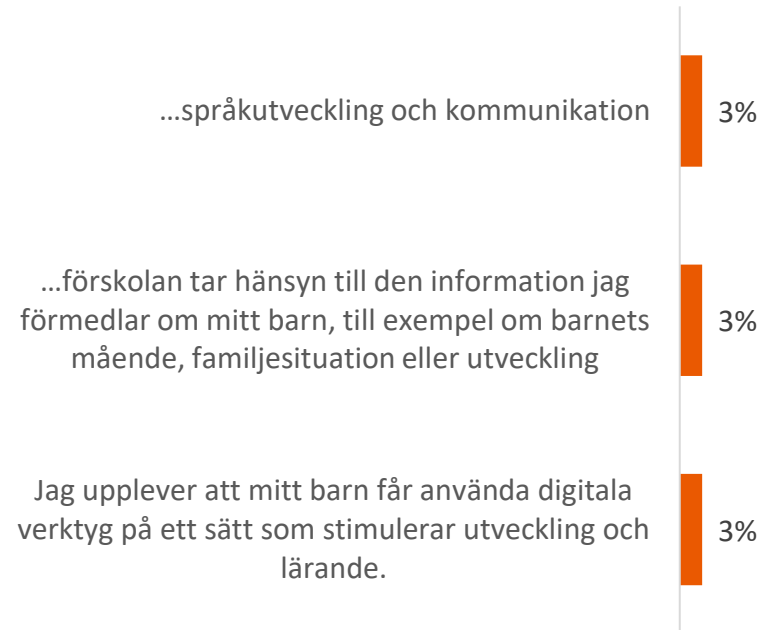 …språkutveckling och kommunikation
3%
…förskolan tar hänsyn till den information jag
förmedlar om mitt barn, till exempel om barnets
mående, familjesituation eller utveckling
3%
Jag upplever att mitt barn får använda digitala
verktyg på ett sätt som stimulerar utveckling och
lärande.
3%